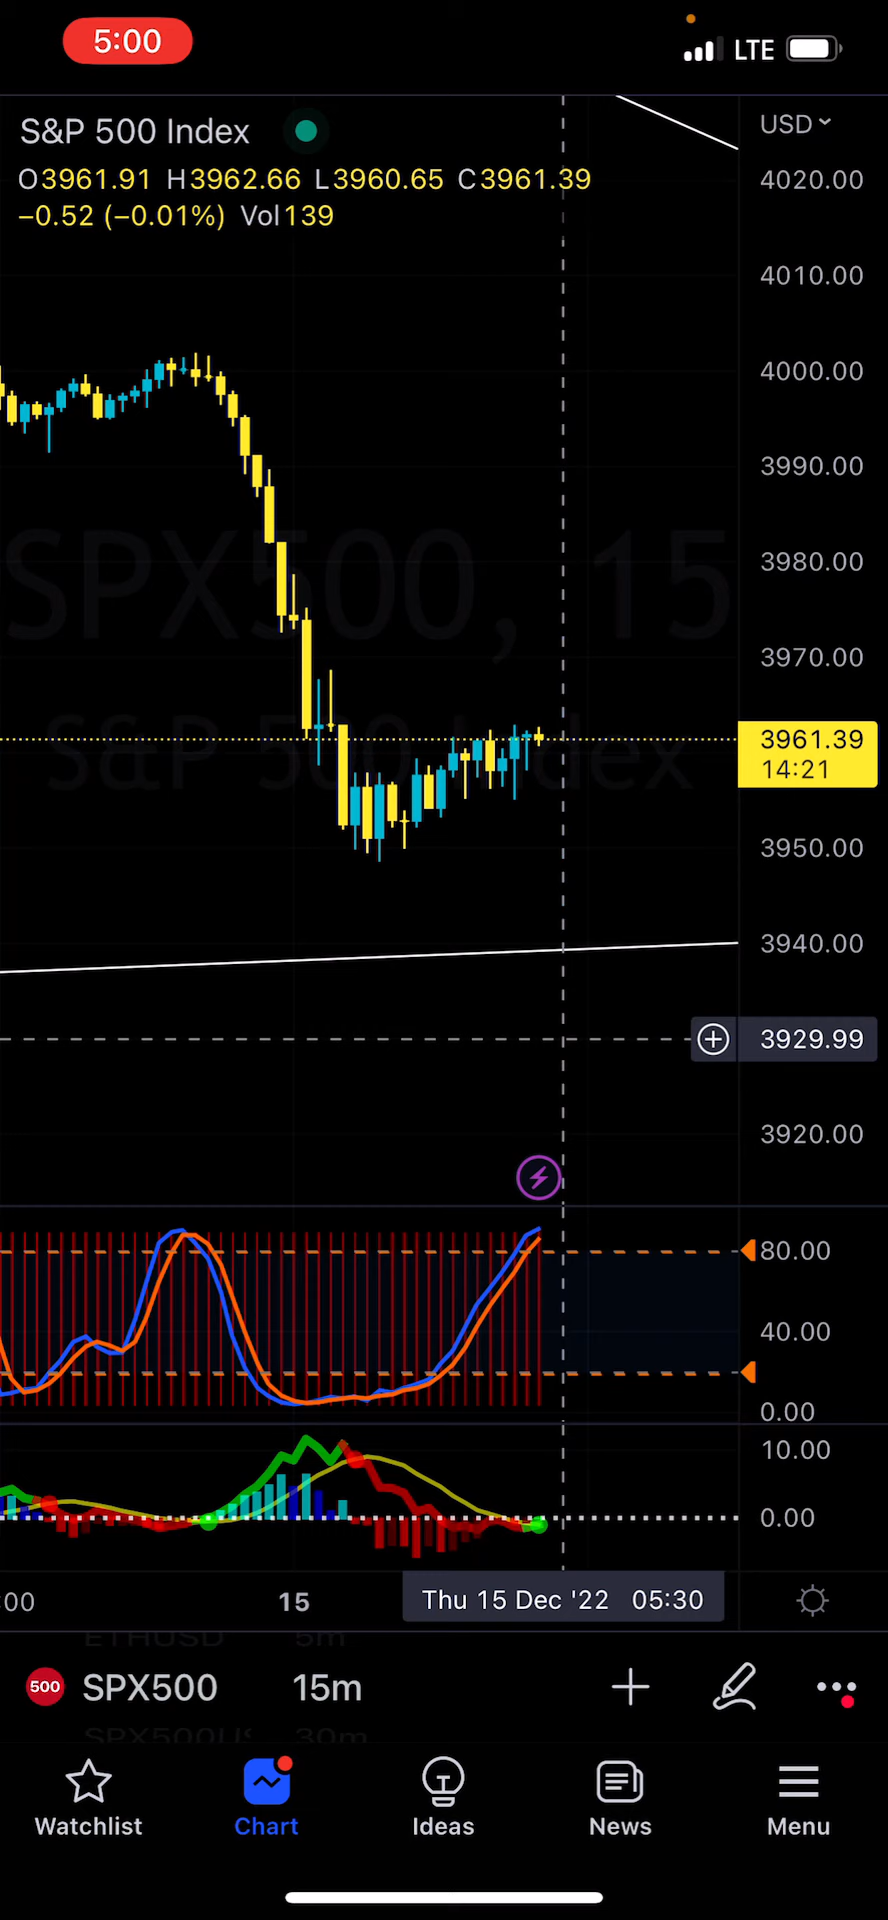 5:00 LTE
S&P 500 Index USD
O3961.91 H3962.66 L3960.65 C3961.39
−0.52 (−0.01%) Vol139
4020.00
4010.00
4000.00
3990.00
3980.00
SPX500, 15
3970.00
3961.39
14:21
S&P 500 Index
3950.00
3940.00
3929.99
3920.00
80.00
40.00
0.00
10.00
0.00
:00 15 Thu 15 Dec '22 05:30
ETHUSD 5m
500 SPX500 15m
30m
Watchlist Chart Ideas News Menu